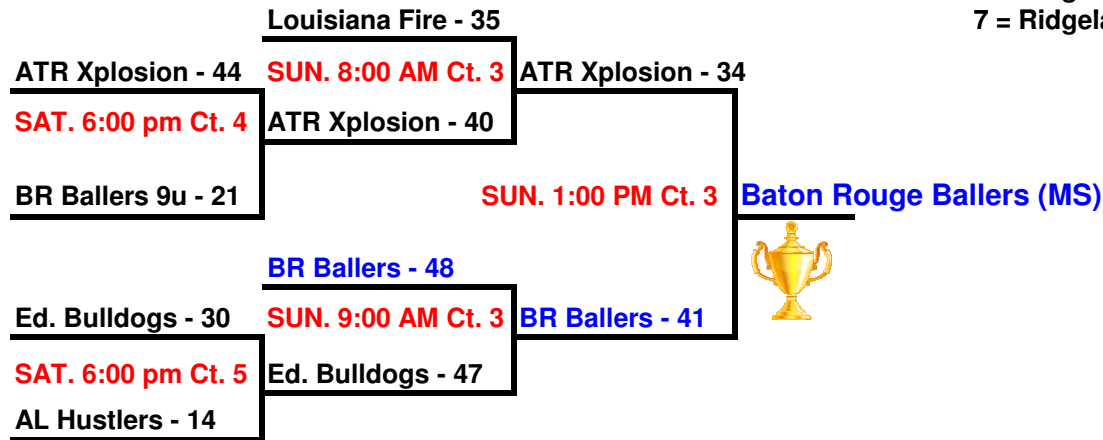 Louisiana Fire - 35
7 = 
ATR Xplosion - 44
SUN. 8:00 AM Ct. 3
ATR Xplosion - 34
SAT. 6:00 pm Ct. 4
ATR Xplosion - 40
BR Ballers 9u - 21
SUN. 1:00 PM Ct. 3
Baton Rouge Ballers (MS)
BR Ballers - 48
Ed. Bulldogs - 30
SUN. 9:00 AM Ct. 3
BR Ballers - 41
SAT. 6:00 pm Ct. 5
Ed. Bulldogs - 47
AL Hustlers - 14